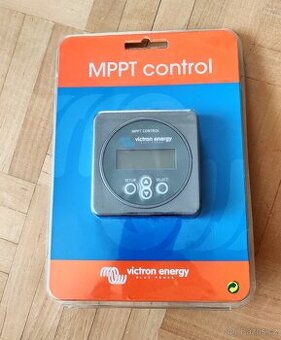 MPPT control
MPPT CONTROL
victron energy
SETUP
SELECT
victron energy
BLUE POWER